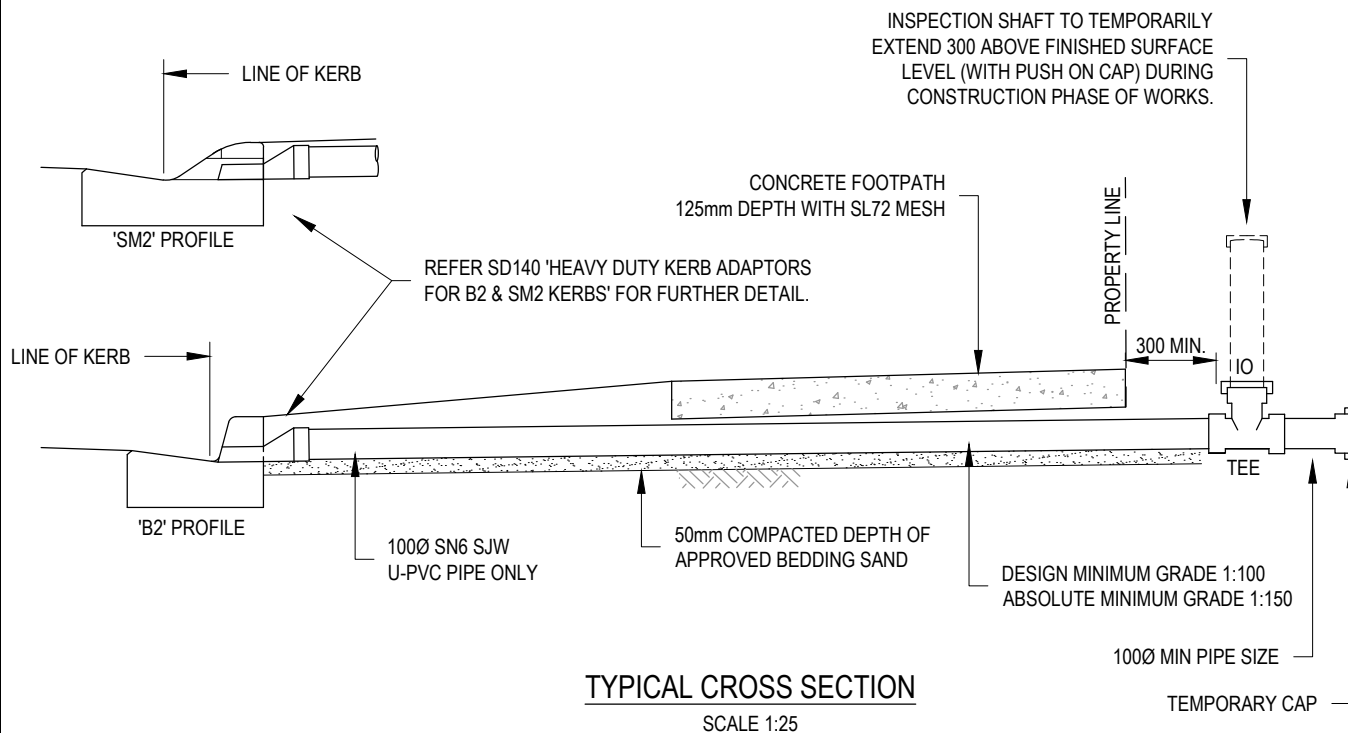 INSPECTION SHAFT TO TEMPORARILY
EXTEND 300 ABOVE FINISHED SURFACE
LEVEL (WITH PUSH ON CAP) DURING
CONSTRUCTION PHASE OF WORKS.
LINE OF KERB
CONCRETE FOOTPATH
125mm DEPTH WITH SL72 MESH
PROPERTY LINE
'SM2' PROFILE
REFER SD140 'HEAVY DUTY KERB ADAPTORS
FOR B2 & SM2 KERBS' FOR FURTHER DETAIL.
LINE OF KERB
300 MIN.
IO
TEE
'B2' PROFILE
100Ø SN6 SJW
U-PVC PIPE ONLY
50mm COMPACTED DEPTH OF
APPROVED BEDDING SAND
DESIGN MINIMUM GRADE 1:100
ABSOLUTE MINIMUM GRADE 1:150
100Ø MIN PIPE SIZE
TEMPORARY CAP
TYPICAL CROSS SECTION
SCALE 1:25